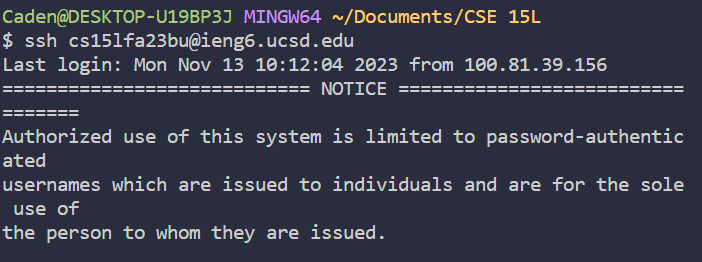 Caden@DESKTOP-U19BP3J MINGW64 ~/Documents/CSE 15L
$ ssh cs15lfa23bu@ieng6.ucsd.edu
Last login: Mon Nov 13 10:12:04 2023 from 100.81.39.156
============================ NOTICE ==========================
=======
Authorized use of this system is limited to password-authentic
ated
usernames which are issued to individuals and are for the sole
 use of
the person to whom they are issued.